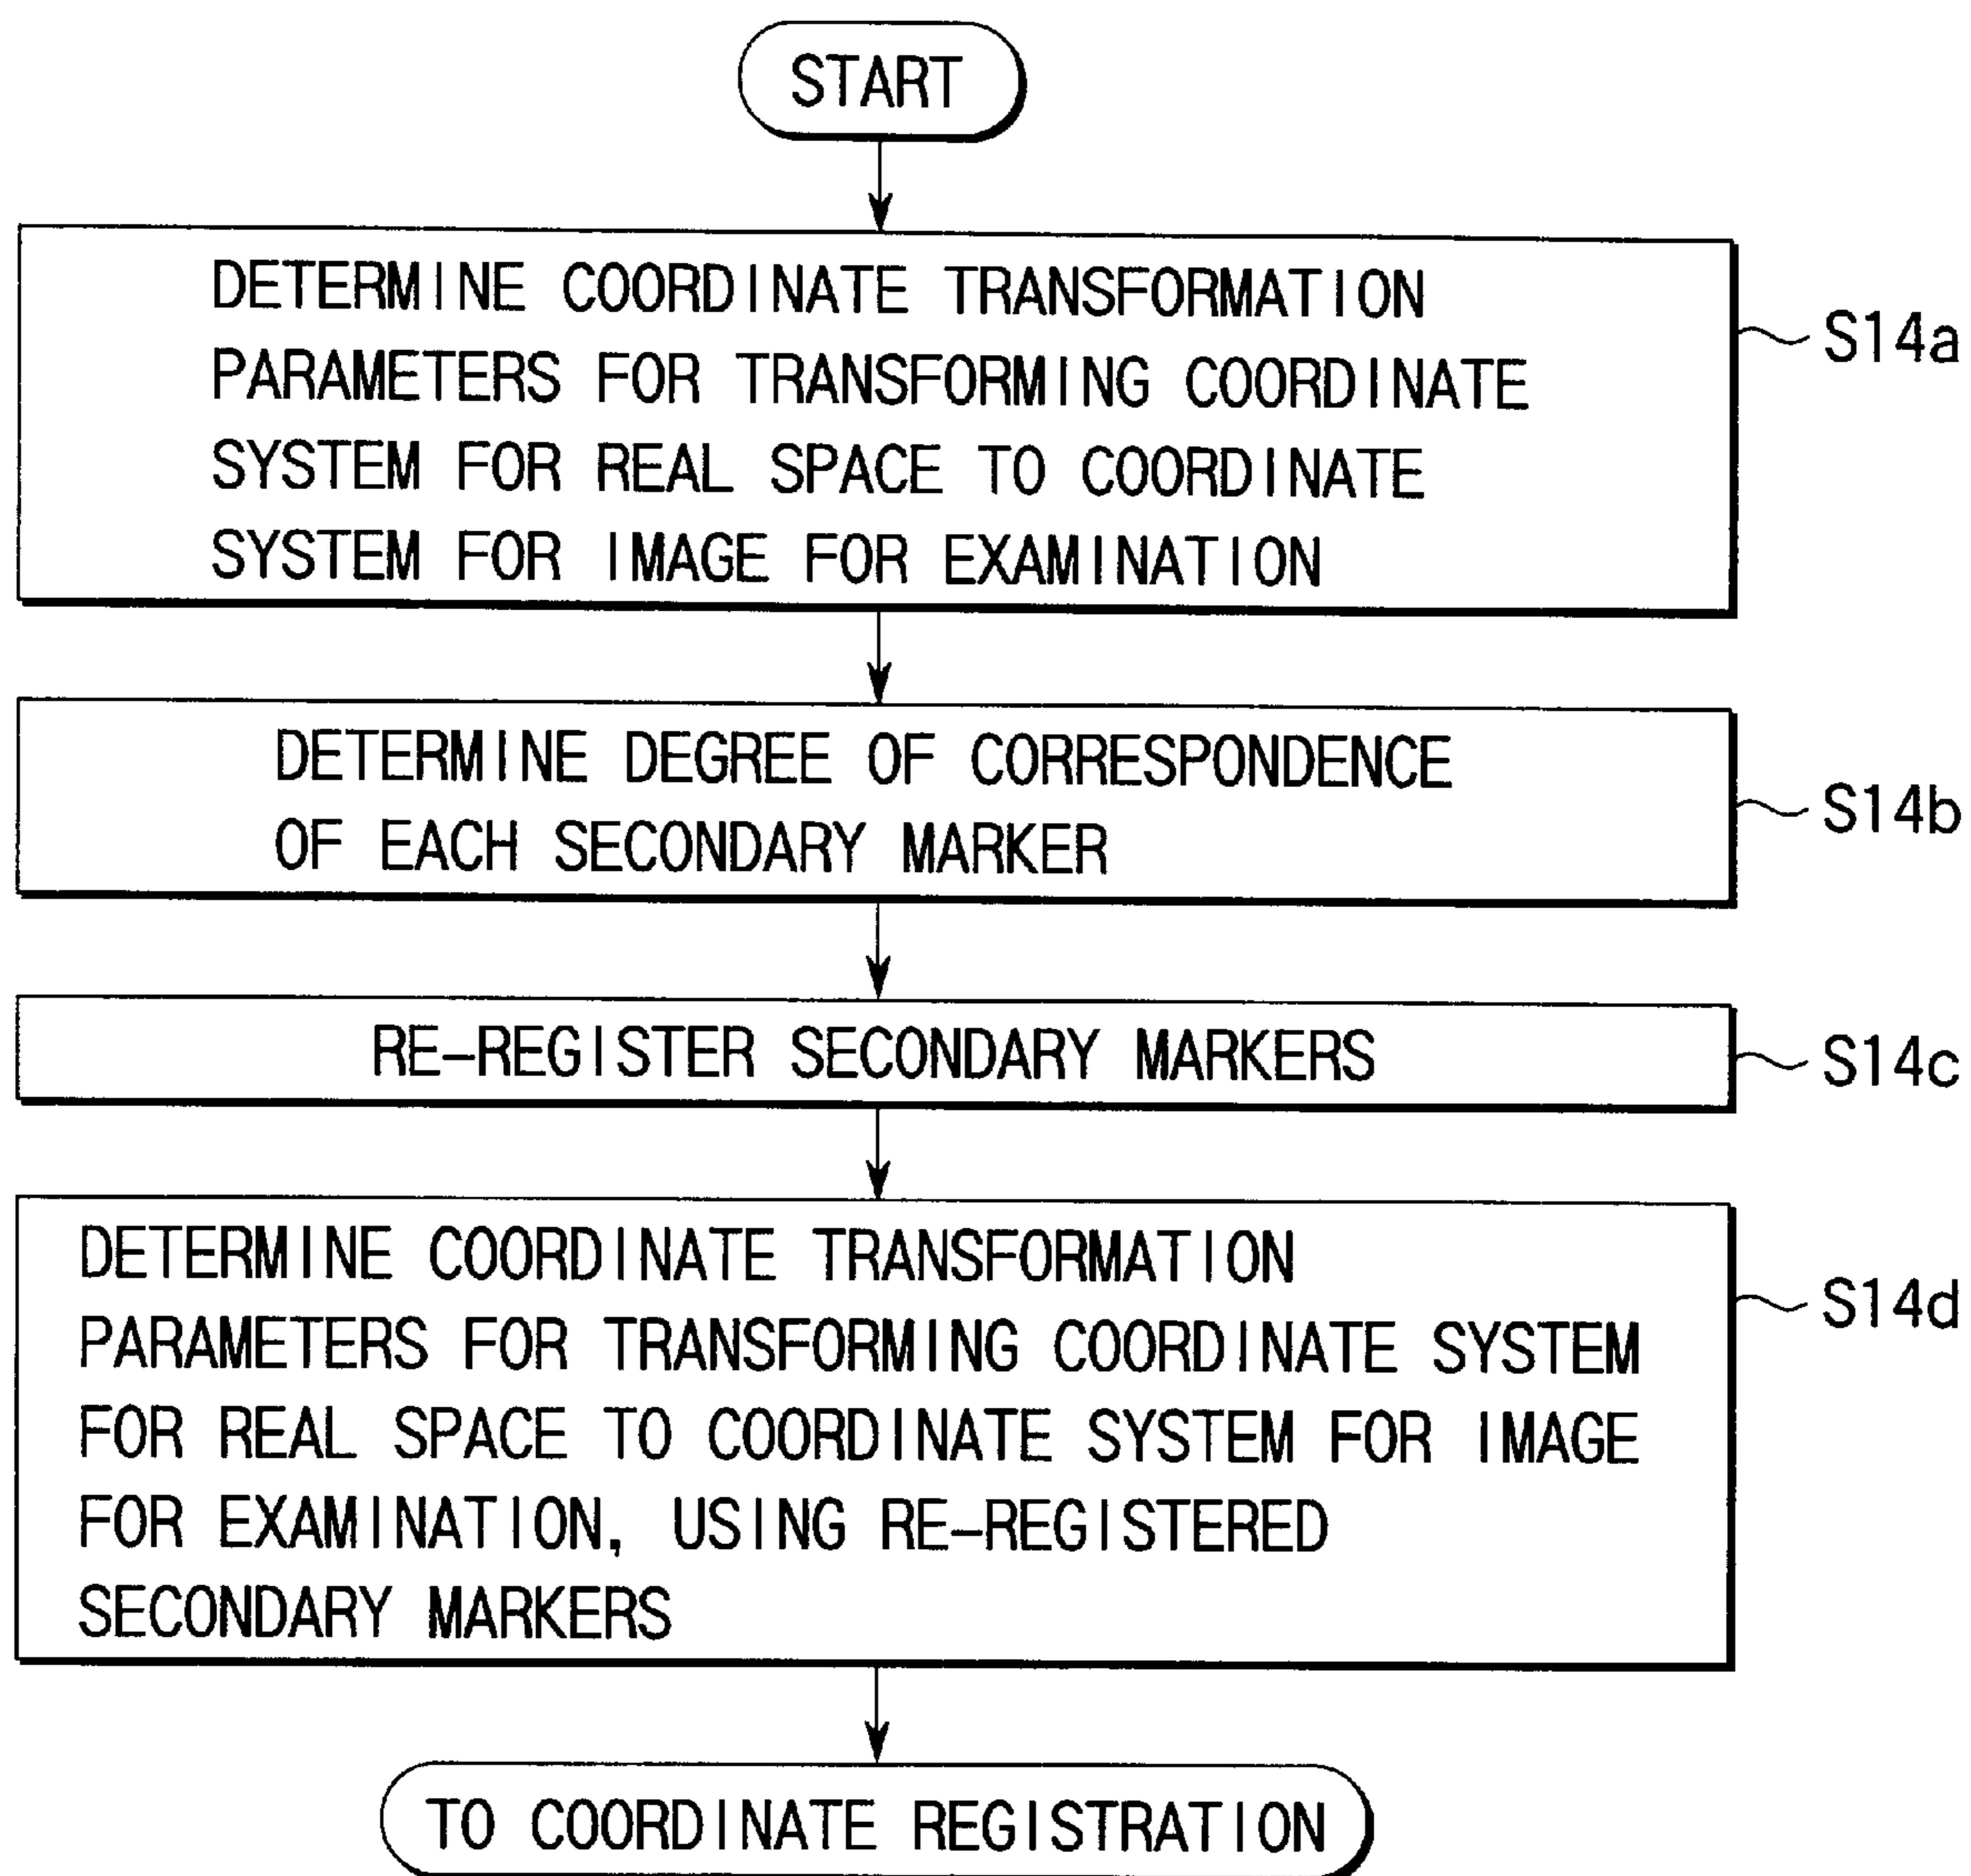 START
DETERMINE COORDINATE TRANSFORMATION
PARAMETERS FOR TRANSFORMING COORDINATE
SYSTEM FOR REAL SPACE TO COORDINATE
SYSTEM FOR IMAGE FOR EXAMINATION
S14a
DETERMINE DEGREE OF CORRESPONDENCE
OF EACH SECONDARY MARKER
S14b
RE-REGISTER SECONDARY MARKERS
S14c
DETERMINE COORDINATE TRANSFORMATION
PARAMETERS FOR TRANSFORMING COORDINATE SYSTEM
FOR REAL SPACE TO COORDINATE SYSTEM FOR IMAGE
FOR EXAMINATION, USING RE-REGISTERED
SECONDARY MARKERS
S14d
TO COORDINATE REGISTRATION